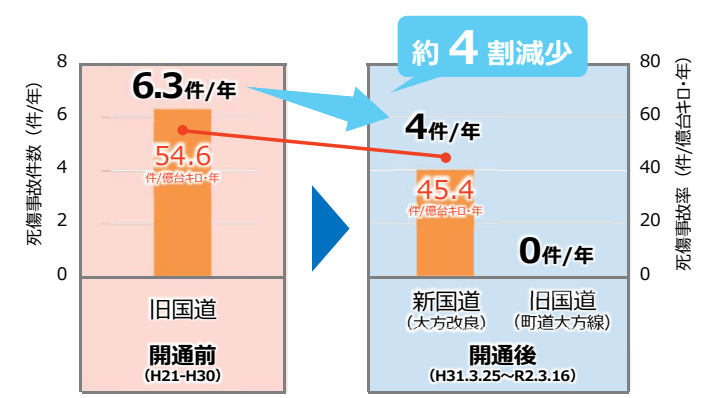 約 4 割減少
死傷事故件数(件/年)
8
6
4
2
0
6.3件/年
54.6
件/億台キロ・年
4件/年
45.4
件/億台キロ・年
0件/年
80
60
40
20
0
死傷事故率(件/億台キロ・年)
旧国道
開通前
(H21-H30)
新国道
(大方改良)
旧国道
(町道大方線)
開通後
(H31.3.25~R2.3.16)